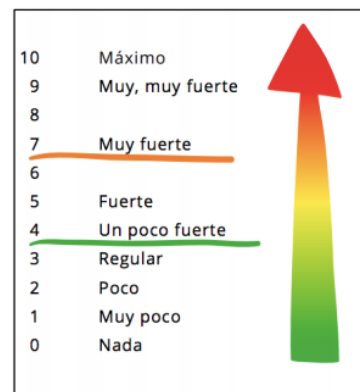 10 Máximo
9 Muy, muy fuerte
8
7 Muy fuerte
6
5 Fuerte
4 Un poco fuerte
3 Regular
2 Poco
1 Muy poco
0 Nada